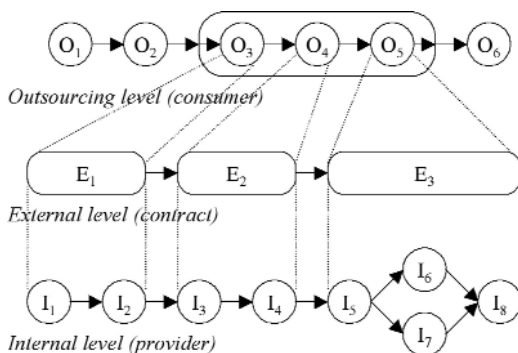 O1 O2 O3 O4 O5 O6
Outsourcing level (consumer)
E1 E2 E3
External level (contract)
I6
I1 I2 I3 I4 I5 I8
I7
Internal level (provider)